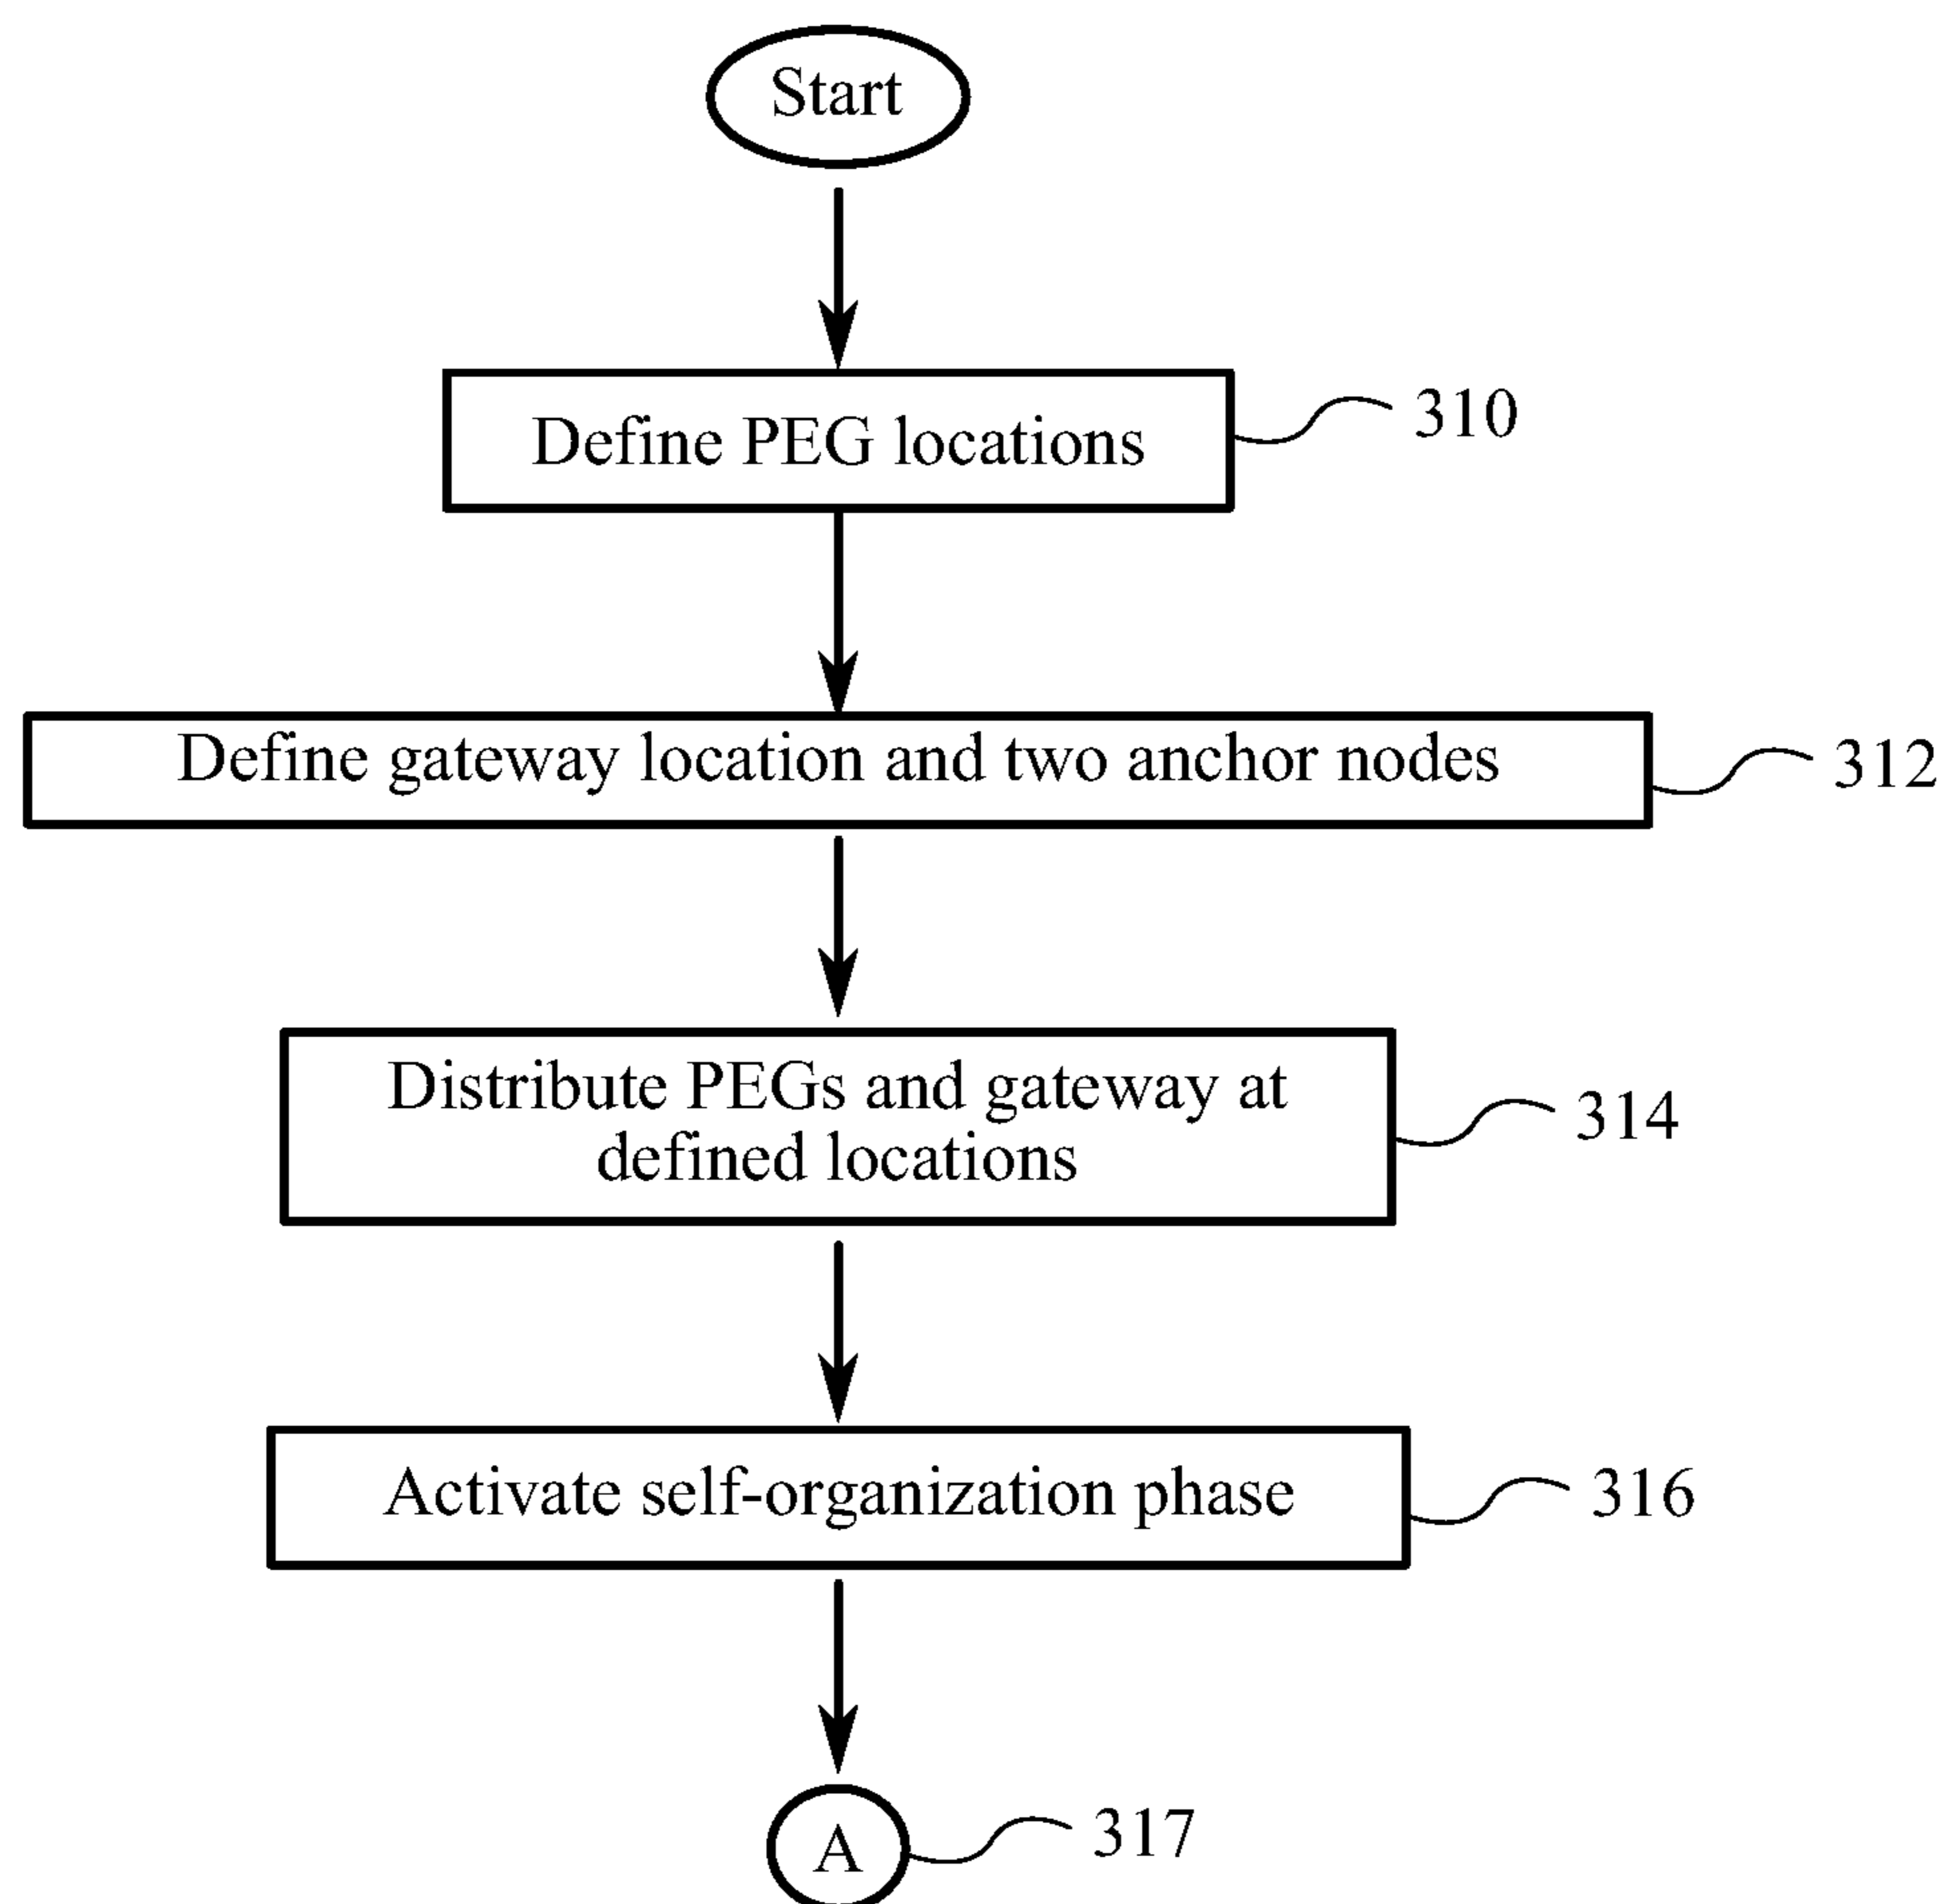 Start
Define PEG locations
310
Define gateway location and two anchor nodes
312
Distribute PEGs and gateway at
defined locations
314
Activate self-organization phase
316
A
317